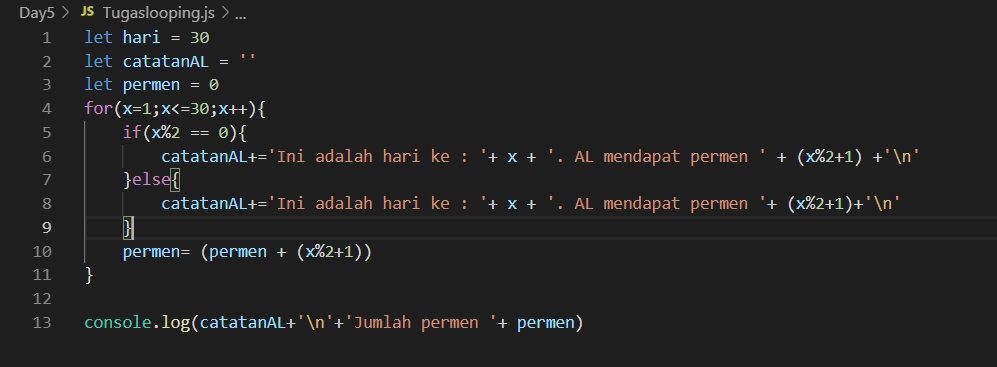 Day5 > JS Tugaslooping.js > ...
1 let hari = 30
2 let catatanAL = ''
3 let permen = 0
4 for(x=1;x<=30;x++){
5     if(x%2 == 0){
6         catatanAL+='Ini adalah hari ke : '+ x + '. AL mendapat permen ' + (x%2+1) +'\n'
7     }else{
8         catatanAL+='Ini adalah hari ke : '+ x + '. AL mendapat permen '+ (x%2+1)+'\n'
9     }
10     permen= (permen + (x%2+1))
11 }
12
13 console.log(catatanAL+'\n'+'Jumlah permen '+ permen)